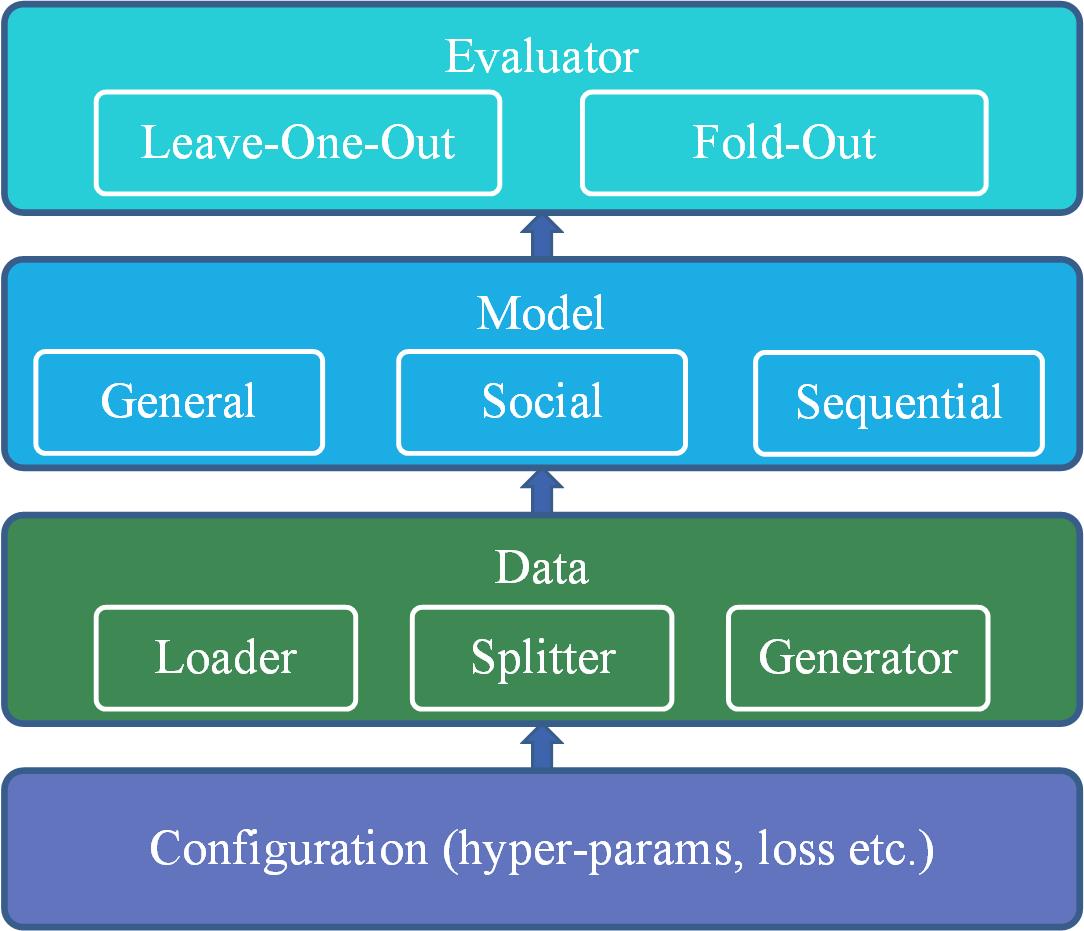 Evaluator
Leave-One-Out
Fold-Out
Model
General
Social
Sequential
Data
Loader
Splitter
Generator
Configuration (hyper-params, loss etc.)